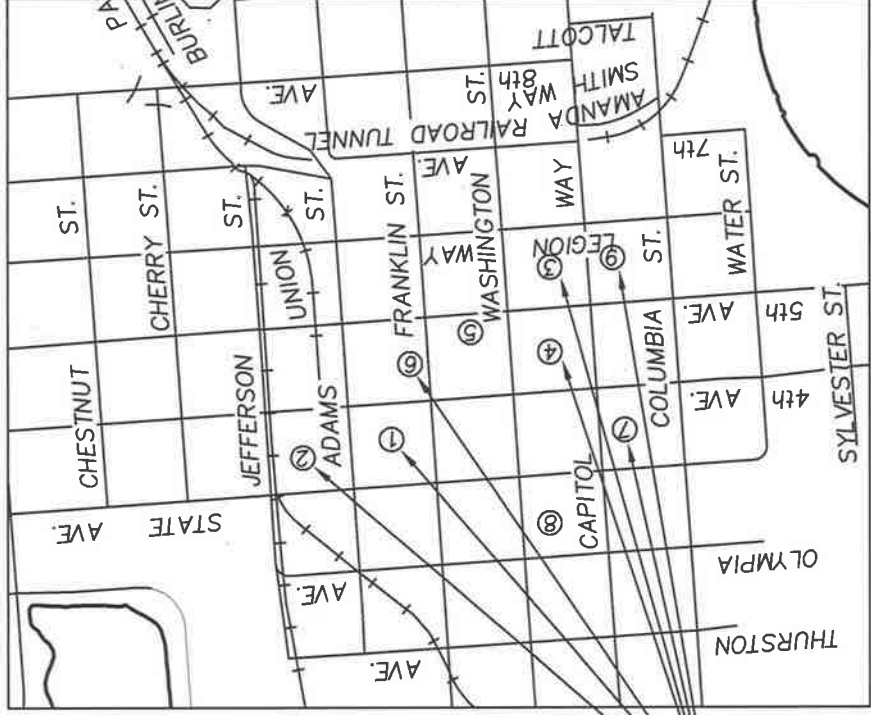 THURSTON AVE.
OLYMPIA AVE.
STATE AVE.
4th AVE.
5th AVE.
LEGION WAY
7th AVE.
8th AVE.
SYLVESTER ST.
WATER ST.
COLUMBIA ST.
CAPITOL WAY
WASHINGTON ST.
FRANKLIN ST.
ADAMS ST.
JEFFERSON ST.
CHERRY ST.
CHESTNUT ST.
UNION
RAILROAD TUNNEL
AMANDA
SMITH
WAY
TALCOTT
BURLIN
PA
8
7
1
2
4
9
5
3
6